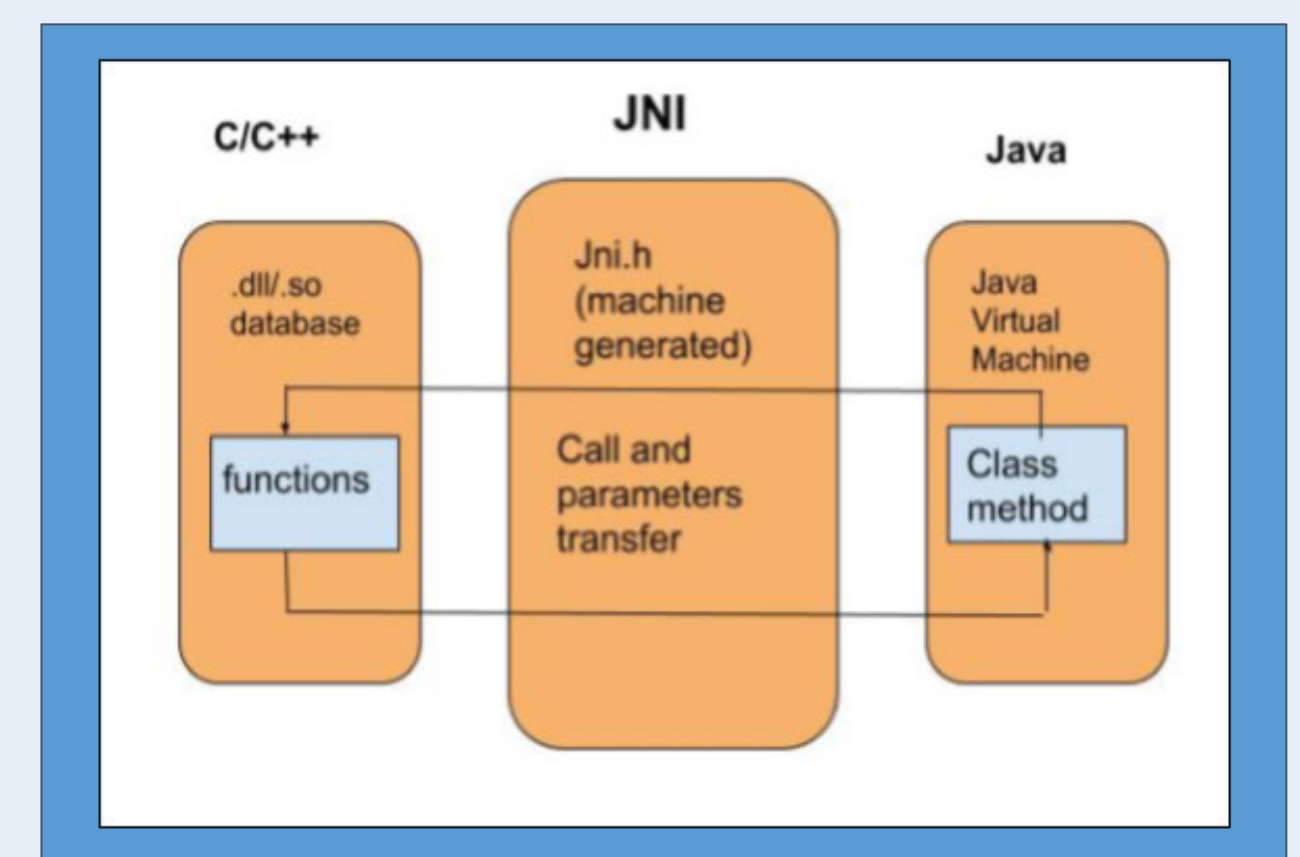 C/C++
JNI
Java
.dll/.so
database
functions
Jni.h
(machine
generated)
Call and
parameters
transfer
Java
Virtual
Machine
Class
method